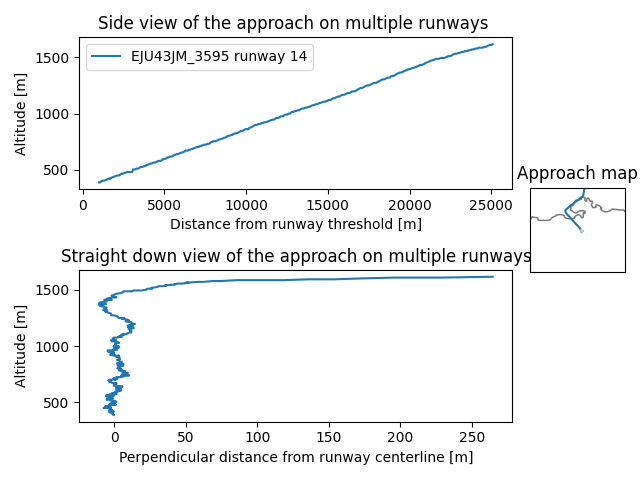 Side view of the approach on multiple runways
EJU43JM_3595 runway 14
Altitude [m]
1500
1000
500
0
5000
10000
15000
20000
25000
Distance from runway threshold [m]
Approach map
Straight down view of the approach on multiple runways
Altitude [m]
1500
1000
500
0
50
100
150
200
250
Perpendicular distance from runway centerline [m]